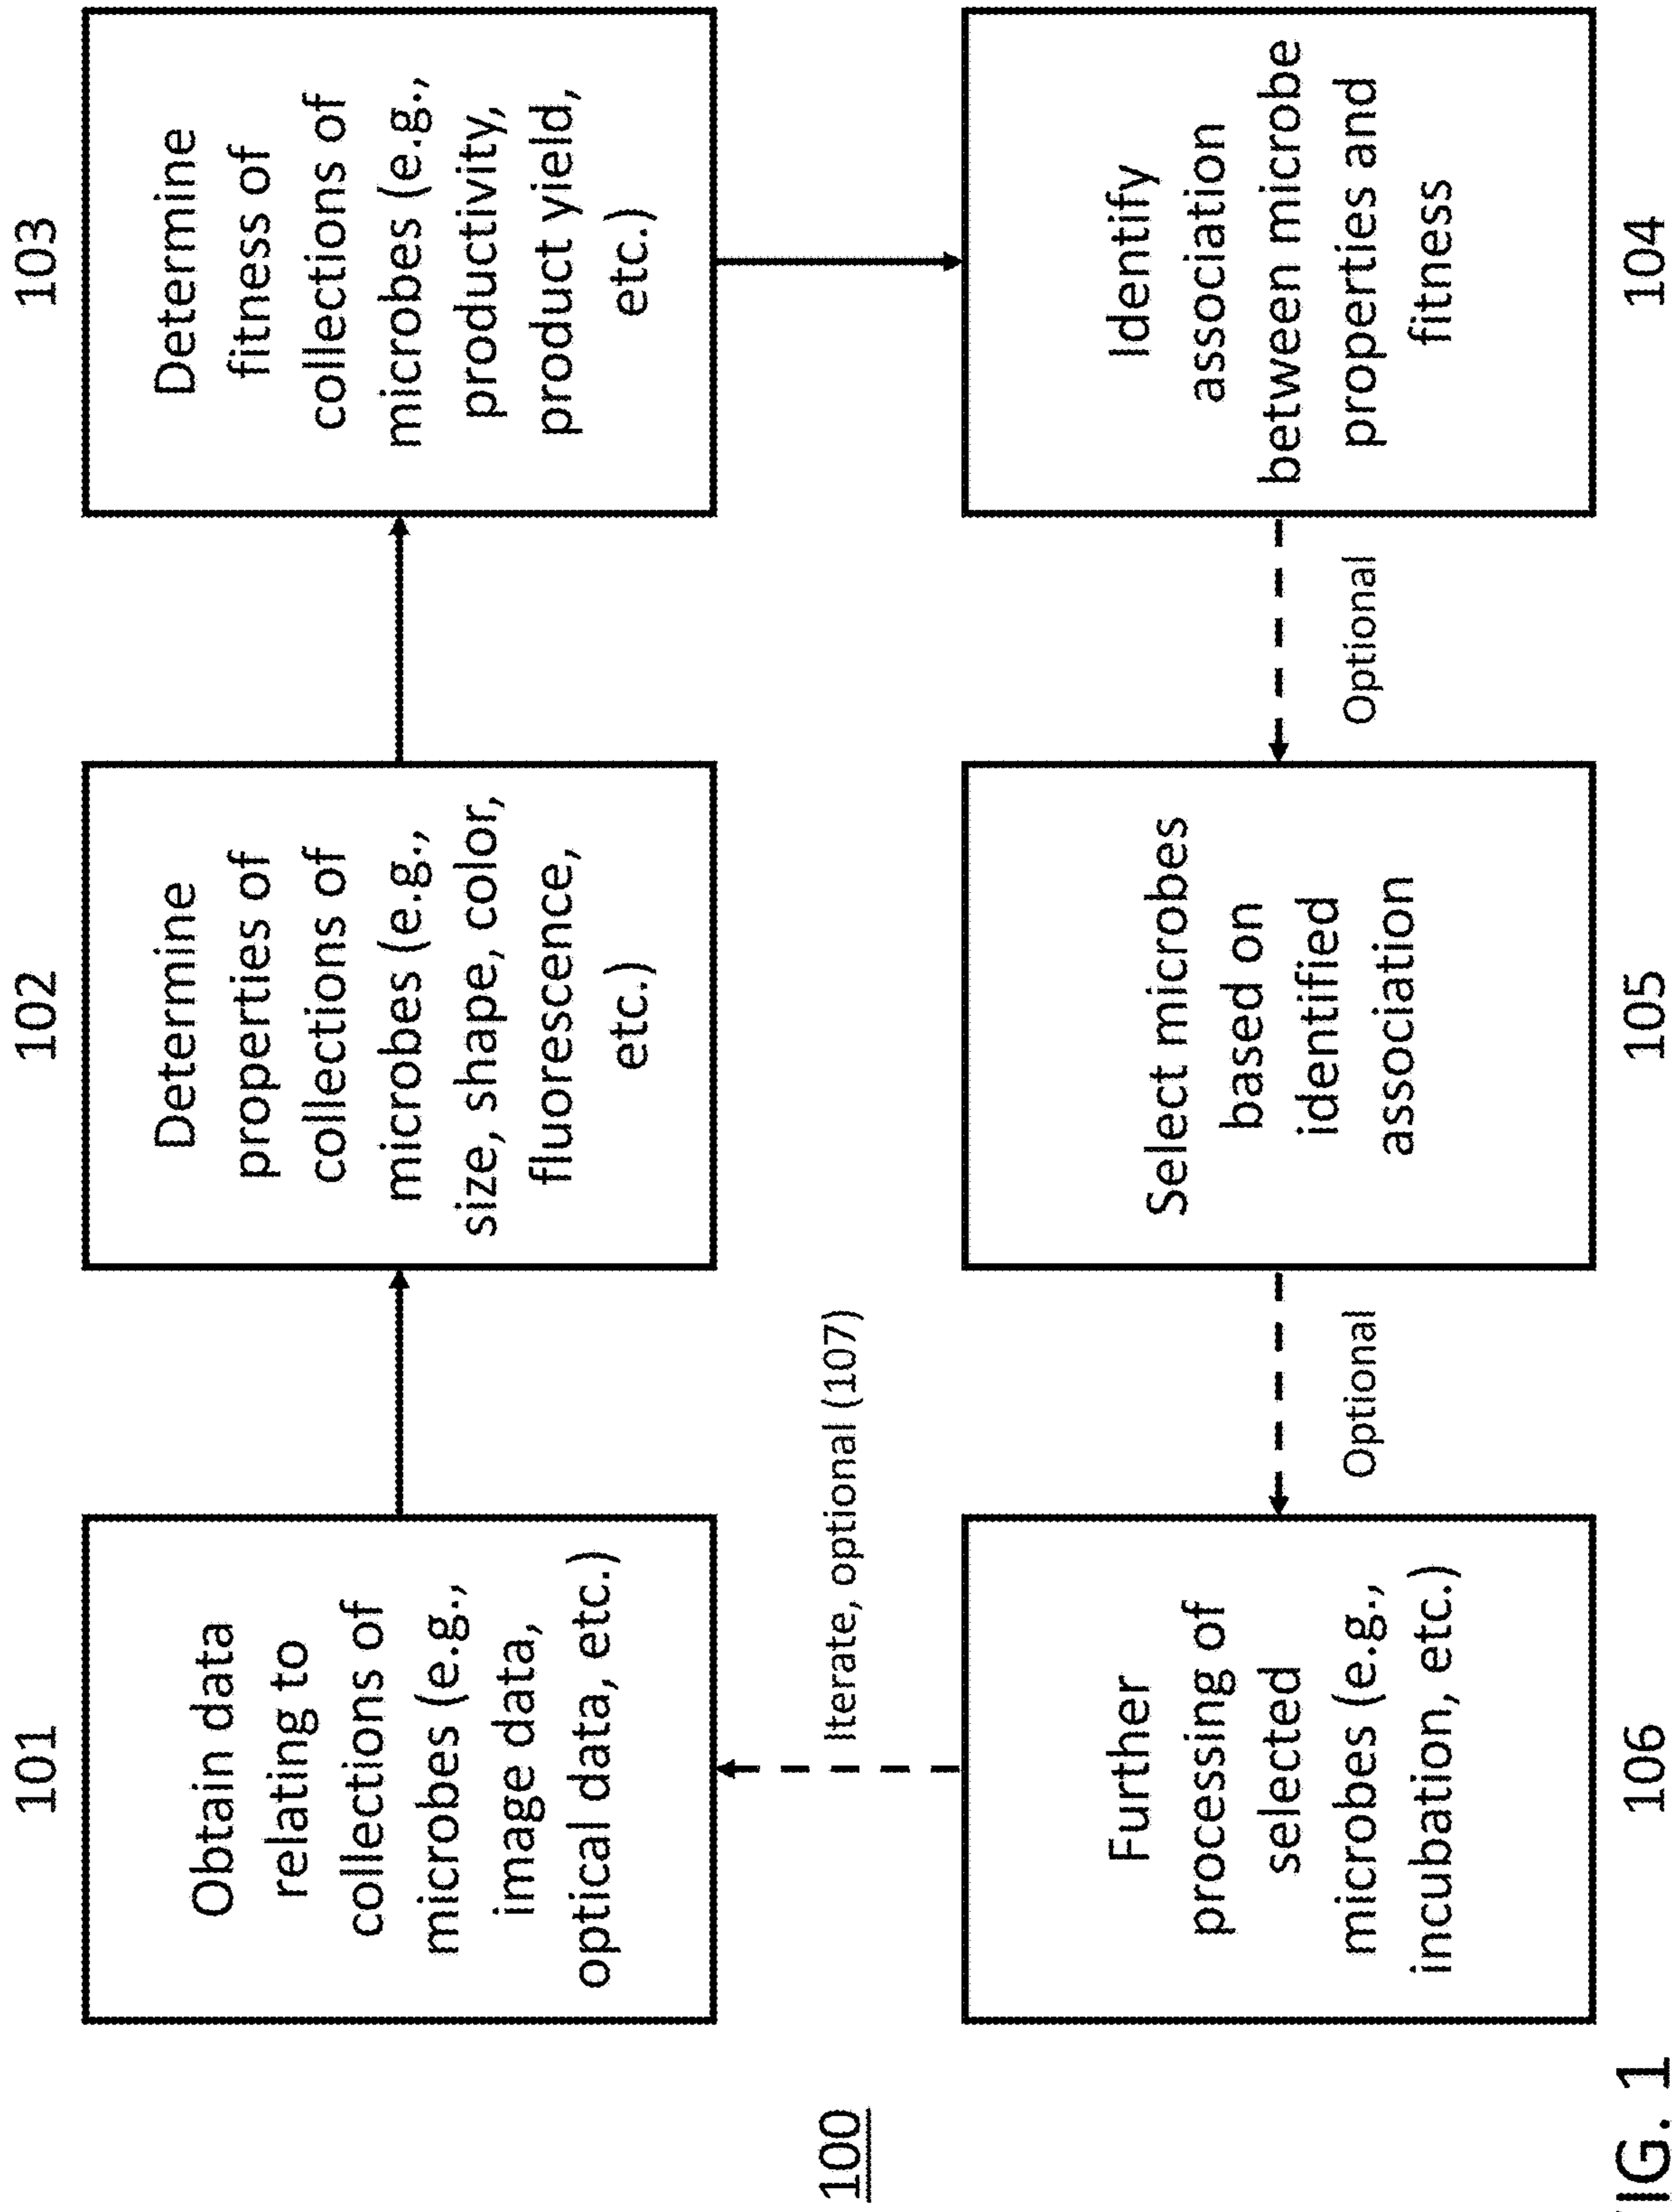 101
Obtain data
relating to
collections of
microbes (e.g.,
image data,
optical data, etc.)
102
Determine
properties of
collections of
microbes (e.g.,
size, shape, color,
fluorescence,
etc.)
103
Determine
fitness of
collections of
microbes (e.g.,
productivity,
product yield,
etc.)
100
Iterate, optional (107)
Further
processing of
selected
microbes (e.g.,
incubation, etc.)
106
Optional
Select microbes
based on
identified
association
105
Optional
Identify
association
between microbe
properties and
fitness
104
IG. 1